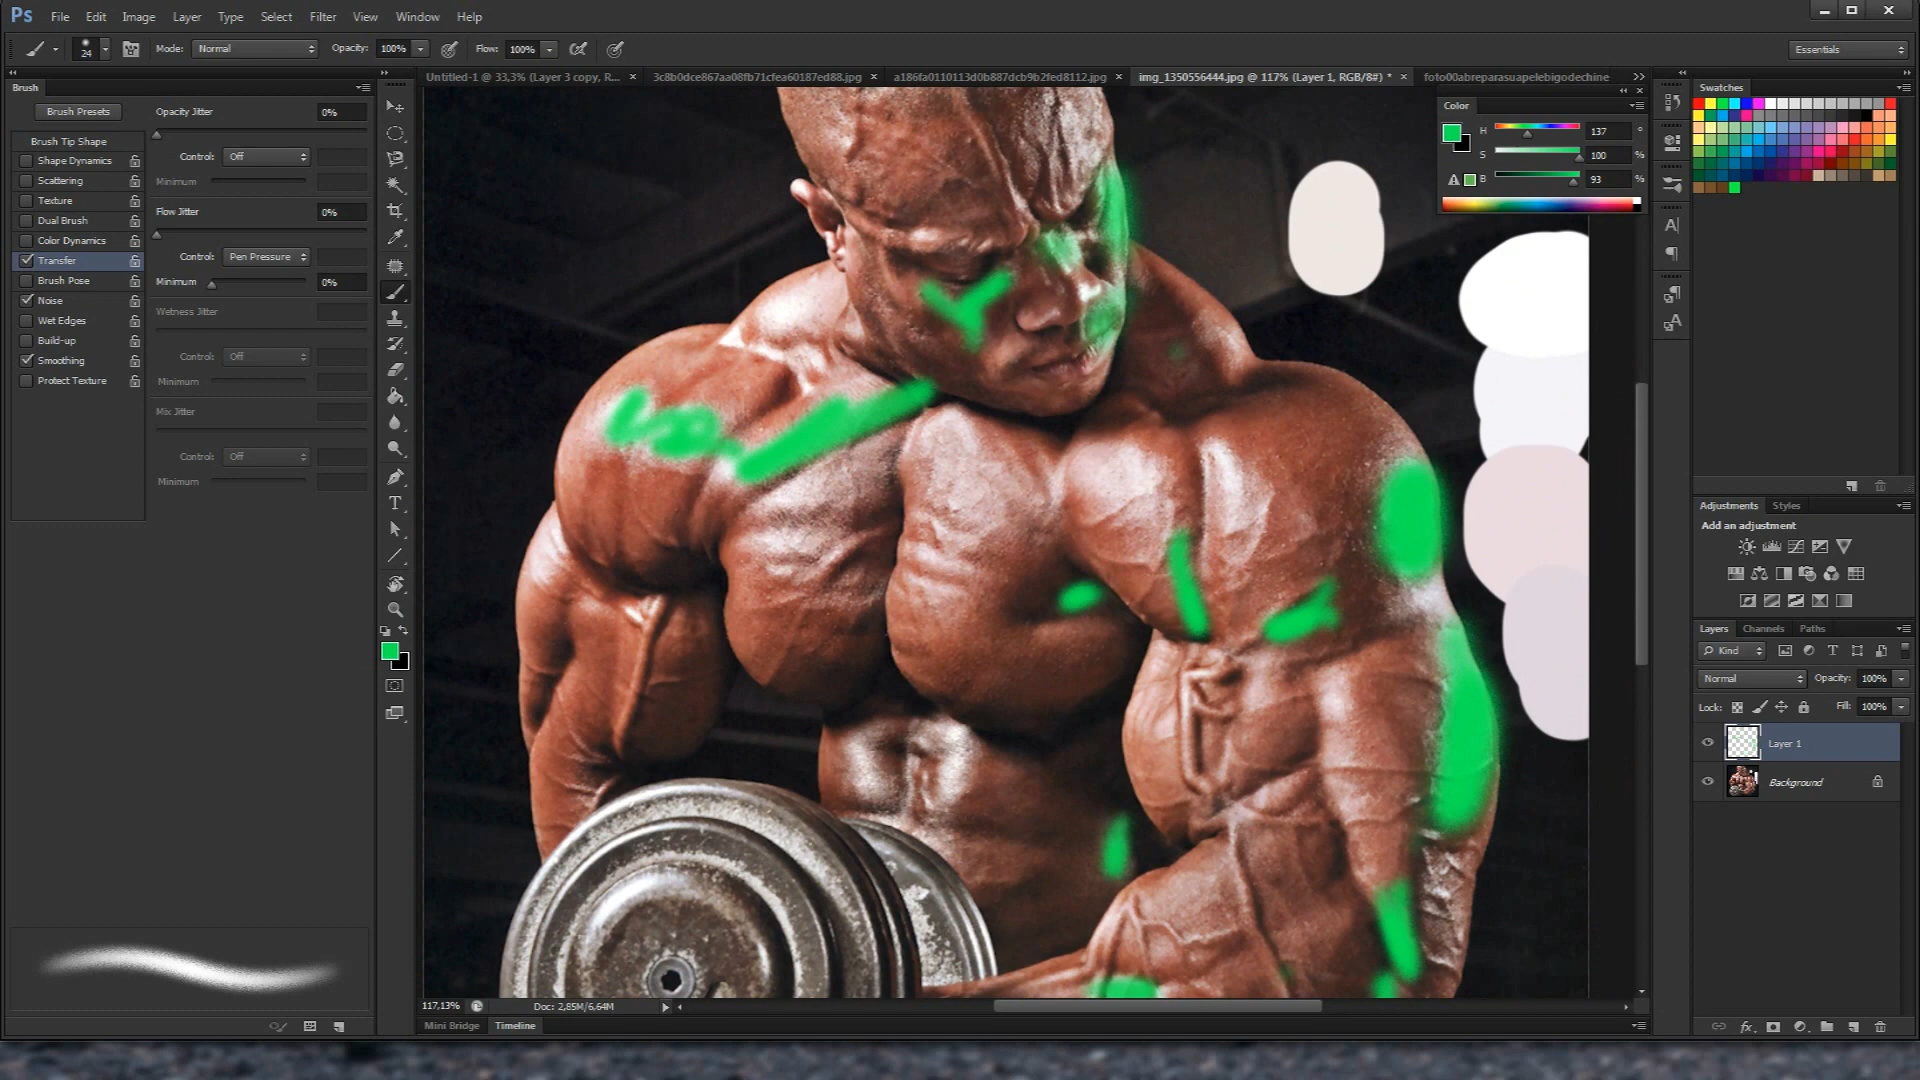 Ps File Edit Image Layer Type Select Filter View Window Help
24 Mode: Normal Opacity: 100% Flow: 100% Essentials
Untitled-1 @ 33,3% (Layer 3 copy, R... × 3c8b0dce867aa08fb71cfea60187ed88.jpg × a186fa0110113d0b887dcb9b2fed8112.jpg × img_1350556444.jpg @ 117% (Layer 1, RGB/8#) * × foto00abreparasuapelebigodechine
Brush
Brush Presets
Brush Tip Shape
Shape Dynamics
Scattering
Texture
Dual Brush
Color Dynamics
Transfer
Brush Pose
Noise
Wet Edges
Build-up
Smoothing
Protect Texture
Opacity Jitter 0%
Control: Off
Minimum
Flow Jitter 0%
Control: Pen Pressure
Minimum 0%
Wetness Jitter
Control: Off
Minimum
Mix Jitter
Control: Off
Minimum
Color
H 137 °
S 100 %
B 93 %
Swatches
Adjustments Styles
Add an adjustment
Layers Channels Paths
Kind
Normal Opacity: 100%
Lock: Fill: 100%
Layer 1
Background
117,13% Doc: 2,85M/6,64M
Mini Bridge Timeline